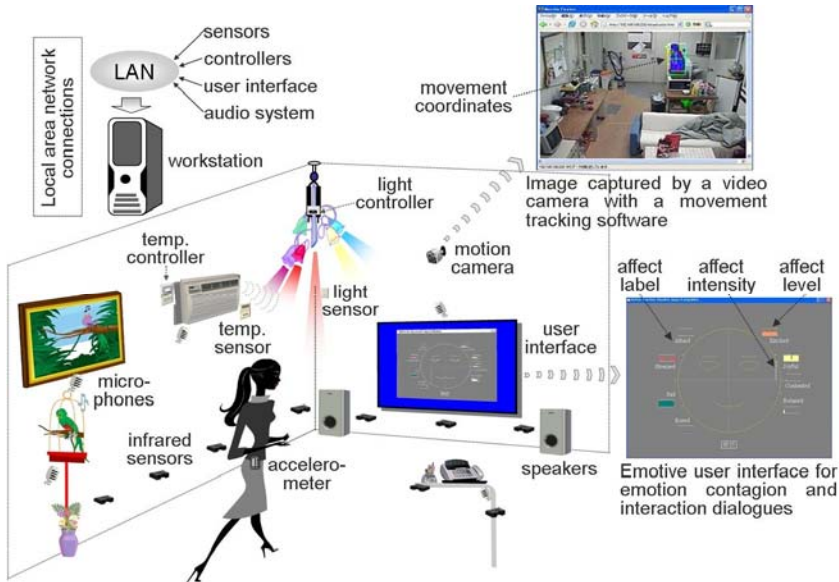 Local area network
connections
LAN
sensors
controllers
user interface
audio system
workstation
movement
coordinates
Image captured by a video
camera with a movement
tracking software
light
controller
temp.
controller
motion
camera
light
sensor
temp.
sensor
user
interface
affect
label
affect
intensity
affect
level
micro-
phones
infrared
sensors
accelero-
meter
speakers
Emotive user interface for
emotion contagion and
interaction dialogues